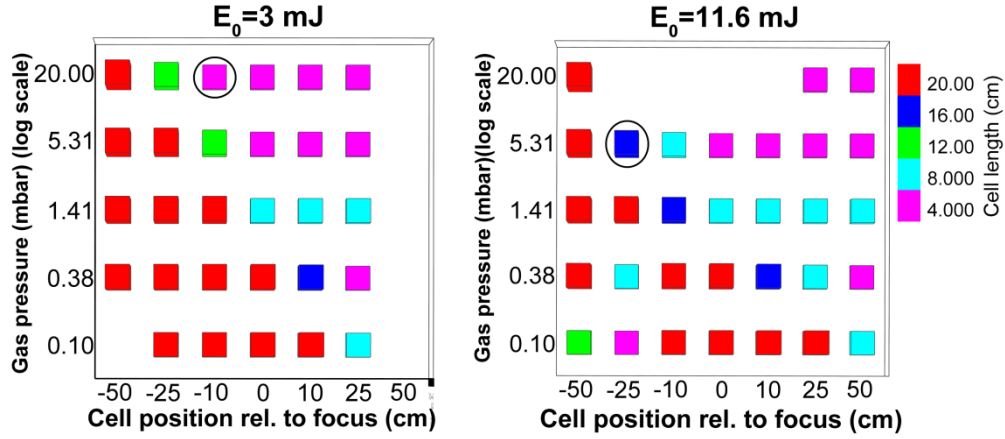 E0=3 mJ
Gas pressure (mbar) (log scale)
20.00
5.31
1.41
0.38
0.10
-50 -25 -10 0 10 25 50
Cell position rel. to focus (cm)
E0=11.6 mJ
Gas pressure (mbar)(log scale)
20.00
5.31
1.41
0.38
0.10
-50 -25 -10 0 10 25 50
Cell position rel. to focus (cm)
20.00
16.00
12.00
8.000
4.000
Cell length (cm)